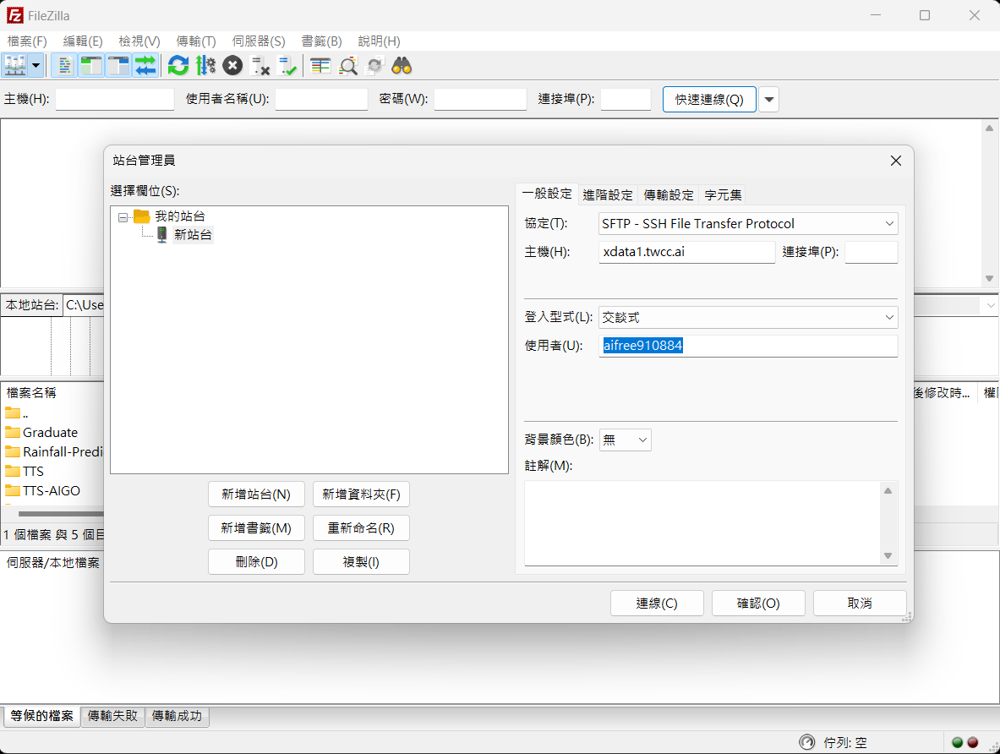 FileZilla
檔案(F) 編輯(E) 檢視(V) 傳輸(T) 伺服器(S) 書籤(B) 說明(H)
主機(H): 使用者名稱(U): 密碼(W): 連接埠(P): 快速連線(Q)
站台管理員
選擇欄位(S):
我的站台
新站台
新增站台(N) 新增資料夾(F)
新增書籤(M) 重新命名(R)
刪除(D) 複製(I)
一般設定 進階設定 傳輸設定 字元集
協定(T): SFTP - SSH File Transfer Protocol
主機(H): xdata1.twcc.ai 連接埠(P):
登入型式(L): 交談式
使用者(U): aifree910884
背景顏色(B): 無
註解(M):
連線(C) 確認(O) 取消
本地站台: C:\Use
檔案名稱
..
Graduate
Rainfall-Predi
TTS
TTS-AIGO
1 個檔案 與 5 個目
後修改時... 權
伺服器/本地檔案
等候的檔案 傳輸失敗 傳輸成功
佇列: 空